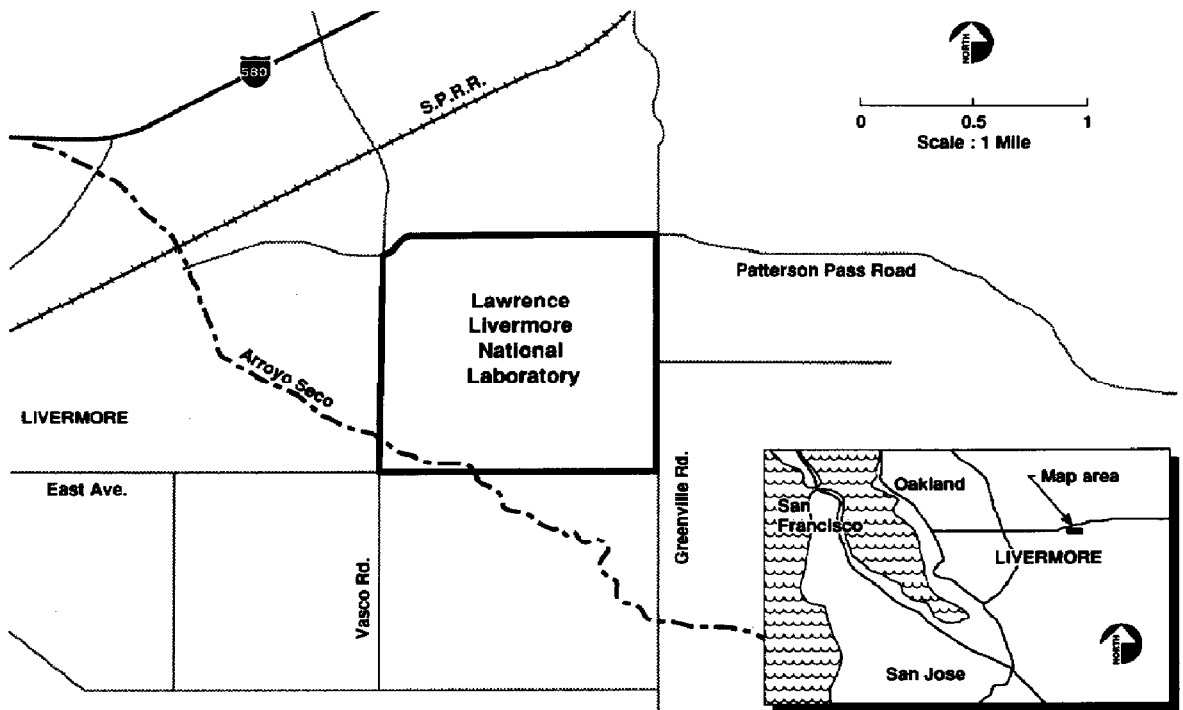 580
S.P.R.R.
NORTH
0 0.5 1
Scale : 1 Mile
Patterson Pass Road
Lawrence
Livermore
National
Laboratory
Arroyo Seco
LIVERMORE
East Ave.
Vasco Rd.
Greenville Rd.
Oakland
Map area
San
Francisco
LIVERMORE
NORTH
San Jose